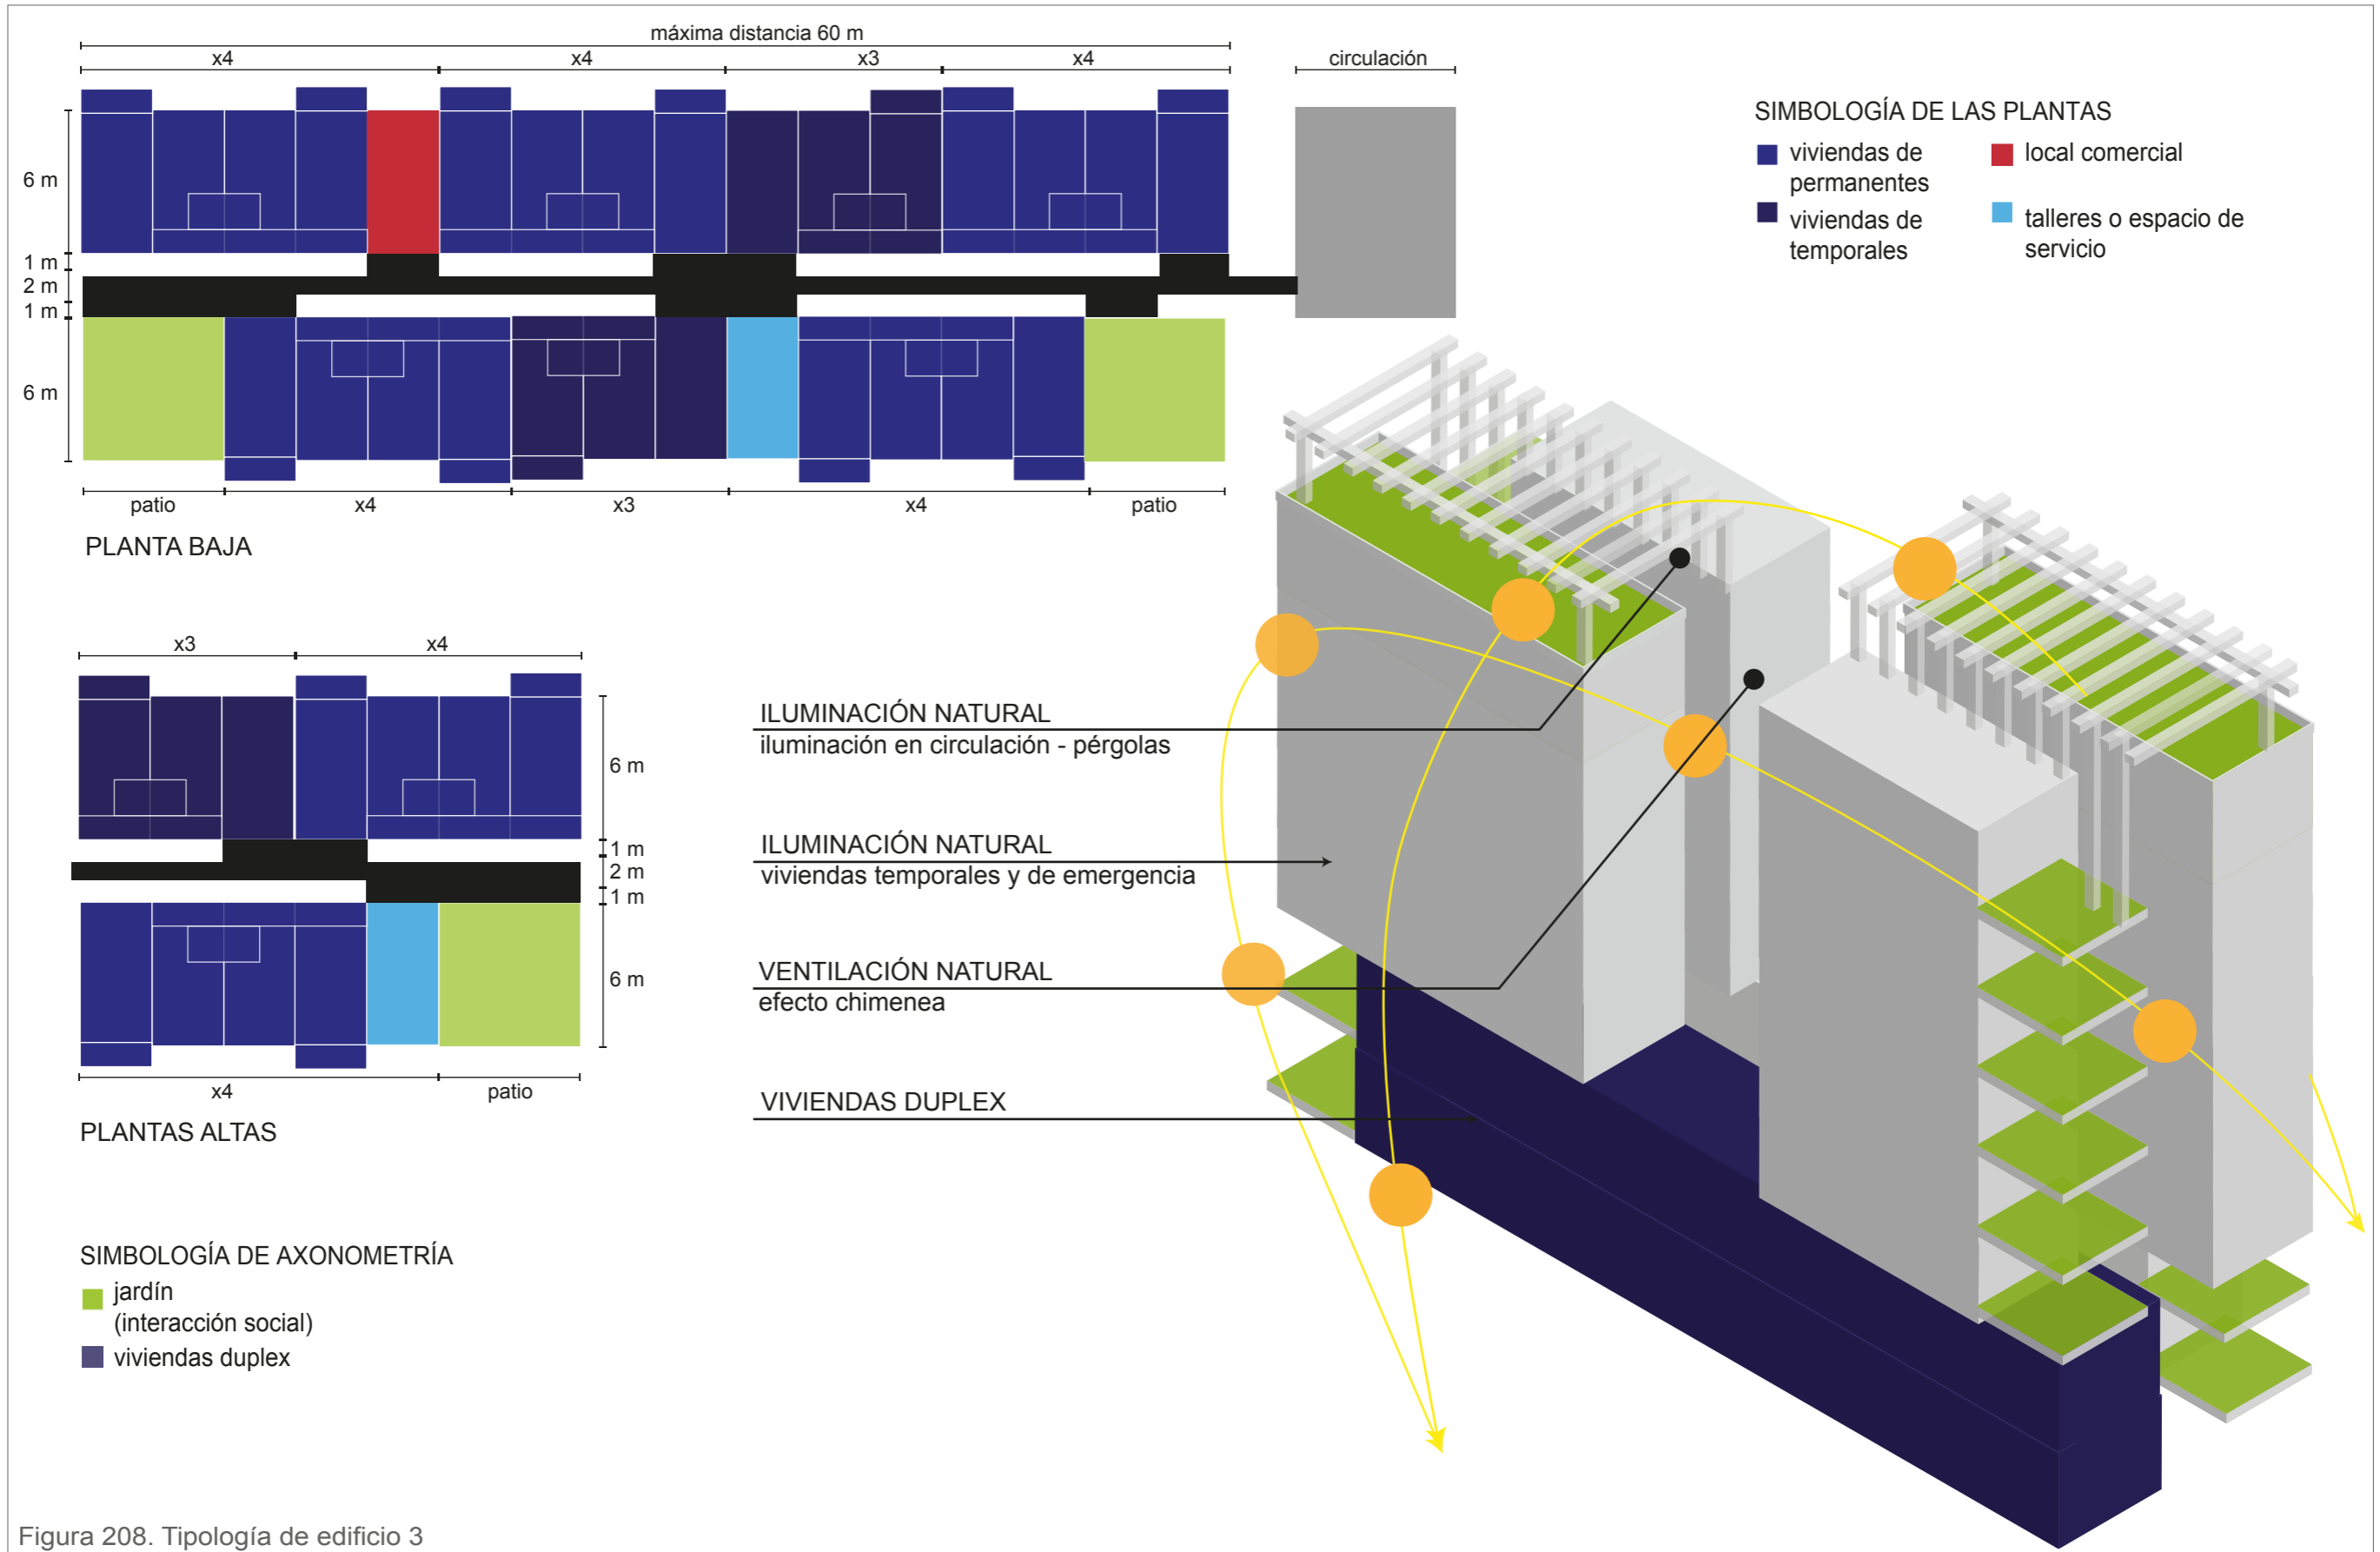 máxima distancia 60 m
x4
x4
x3
x4
circulación
6 m
1 m
2 m
1 m
6 m
patio
x4
x3
x4
patio
PLANTA BAJA
SIMBOLOGÍA DE LAS PLANTAS
viviendas de
permanentes
viviendas de
temporales
local comercial
talleres o espacio de
servicio
x3
x4
6 m
1 m
2 m
1 m
6 m
x4
patio
PLANTAS ALTAS
ILUMINACIÓN NATURAL
iluminación en circulación - pérgolas
ILUMINACIÓN NATURAL
viviendas temporales y de emergencia
VENTILACIÓN NATURAL
efecto chimenea
VIVIENDAS DUPLEX
SIMBOLOGÍA DE AXONOMETRÍA
jardín
(interacción social)
viviendas duplex
Figura 208. Tipología de edificio 3